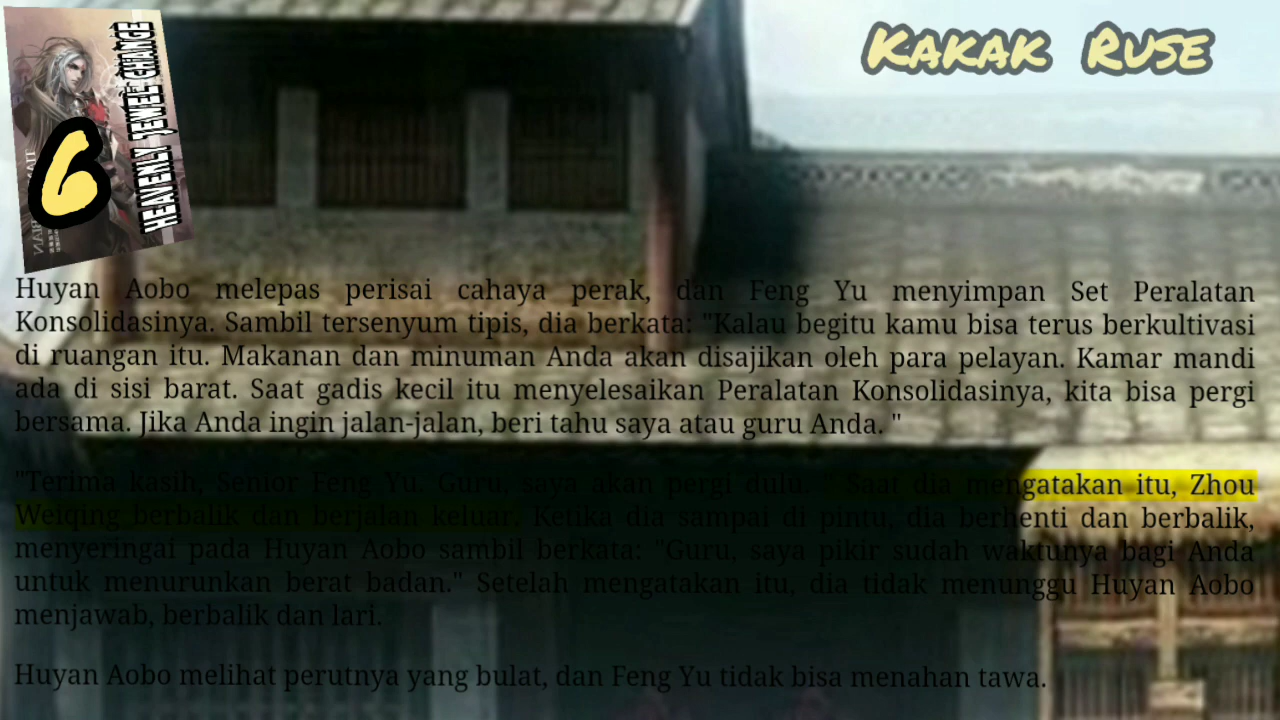 Kakak Ruse
HEAVENLY JEWEL CHANGE
6
Huyan Aobo melepas perisai cahaya perak, dan Feng Yu menyimpan Set Peralatan
Konsolidasinya. Sambil tersenyum tipis, dia berkata: "Kalau begitu kamu bisa terus berkultivasi
di ruangan itu. Makanan dan minuman Anda akan disajikan oleh para pelayan. Kamar mandi
ada di sisi barat. Saat gadis kecil itu menyelesaikan Peralatan Konsolidasinya, kita bisa pergi
bersama. Jika Anda ingin jalan-jalan, beri tahu saya atau guru Anda. "
"Terima kasih, Senior Feng Yu. Guru, saya akan pergi dulu. " Saat dia mengatakan itu, Zhou
Weiqing berbalik dan berjalan keluar. Ketika dia sampai di pintu, dia berhenti dan berbalik,
menyeringai pada Huyan Aobo sambil berkata: "Guru, saya pikir sudah waktunya bagi Anda
untuk menurunkan berat badan." Setelah mengatakan itu, dia tidak menunggu Huyan Aobo
menjawab, berbalik dan lari.
Huyan Aobo melihat perutnya yang bulat, dan Feng Yu tidak bisa menahan tawa.